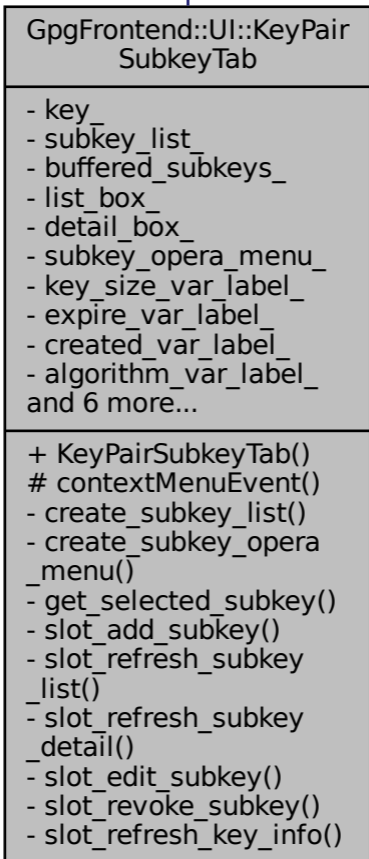 GpgFrontend::UI::KeyPair
SubkeyTab
- key_
- subkey_list_
- buffered_subkeys_
- list_box_
- detail_box_
- subkey_opera_menu_
- key_size_var_label_
- expire_var_label_
- created_var_label_
- algorithm_var_label_
and 6 more...
+ KeyPairSubkeyTab()
# contextMenuEvent()
- create_subkey_list()
- create_subkey_opera
_menu()
- get_selected_subkey()
- slot_add_subkey()
- slot_refresh_subkey
_list()
- slot_refresh_subkey
_detail()
- slot_edit_subkey()
- slot_revoke_subkey()
- slot_refresh_key_info()